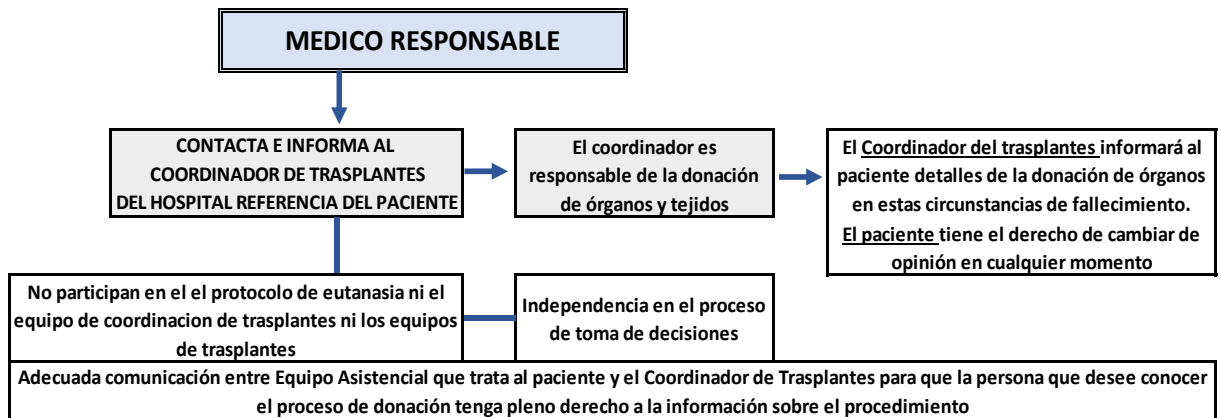 MEDICO RESPONSABLE
CONTACTA E INFORMA AL
COORDINADOR DE TRASPLANTES
DEL HOSPITAL REFERENCIA DEL PACIENTE
El coordinador es
responsable de la donación
de órganos y tejidos
El Coordinador del trasplantes informará al
paciente detalles de la donación de órganos
en estas circunstancias de fallecimiento.
El paciente tiene el derecho de cambiar de
opinión en cualquier momento
No participan en el el protocolo de eutanasia ni el
equipo de coordinacion de trasplantes ni los equipos
de trasplantes
Independencia en el proceso
de toma de decisiones
Adecuada comunicación entre Equipo Asistencial que trata al paciente y el Coordinador de Trasplantes para que la persona que desee conocer
el proceso de donación tenga pleno derecho a la información sobre el procedimiento